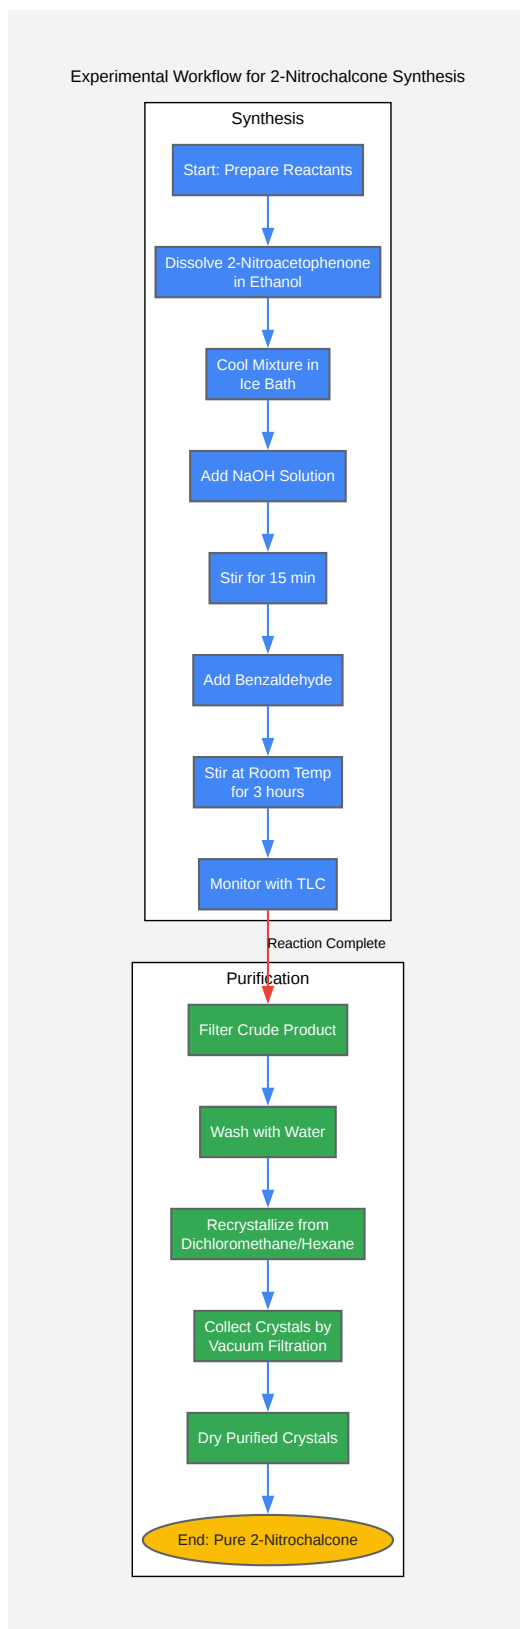 Experimental Workflow for 2-Nitrochalcone Synthesis
Synthesis
Start: Prepare Reactants
Dissolve 2-Nitroacetophenone
in Ethanol
Cool Mixture in
Ice Bath
Add NaOH Solution
Stir for 15 min
Add Benzaldehyde
Stir at Room Temp
for 3 hours
Monitor with TLC
Reaction Complete
Purification
Filter Crude Product
Wash with Water
Recrystallize from
Dichloromethane/Hexane
Collect Crystals by
Vacuum Filtration
Dry Purified Crystals
End: Pure 2-Nitrochalcone